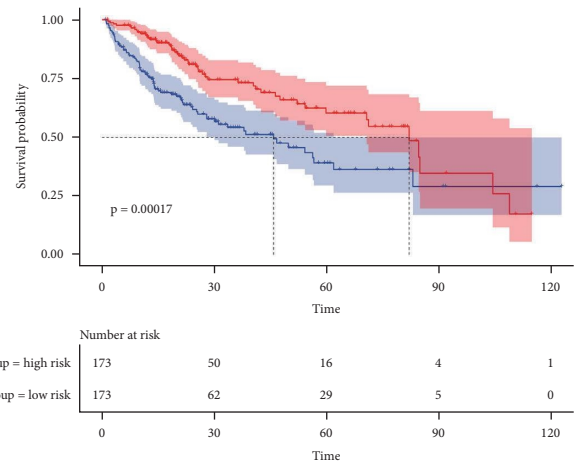 1.00
0.75
0.50
0.25
0.00
Survival probability
p = 0.00017
0 30 60 90 120
Time
Number at risk
up = high risk 173 50 16 4 1
oup = low risk 173 62 29 5 0
0 30 60 90 120
Time